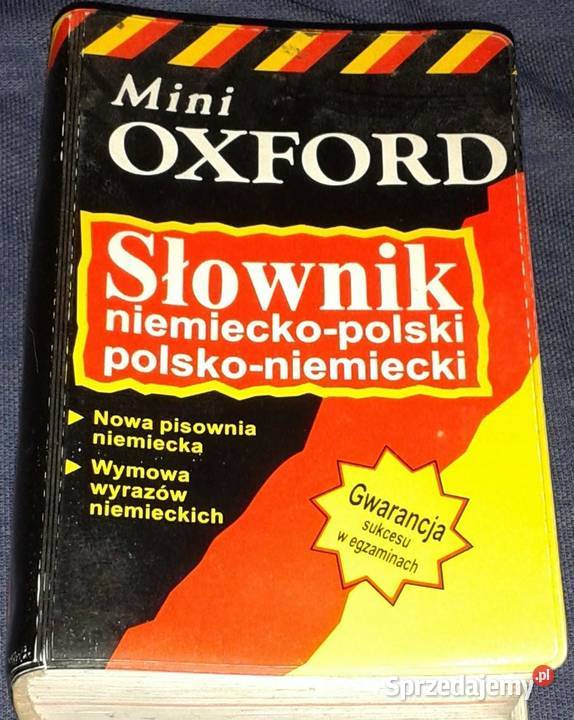 Mini
OXFORD
Słownik
niemiecko-polski
polsko-niemiecki
Nowa pisownia
niemiecka
Wymowa
wyrazów
niemieckich
Gwarancja
sukcesu
w egzaminach
Sprzedajemy.pl